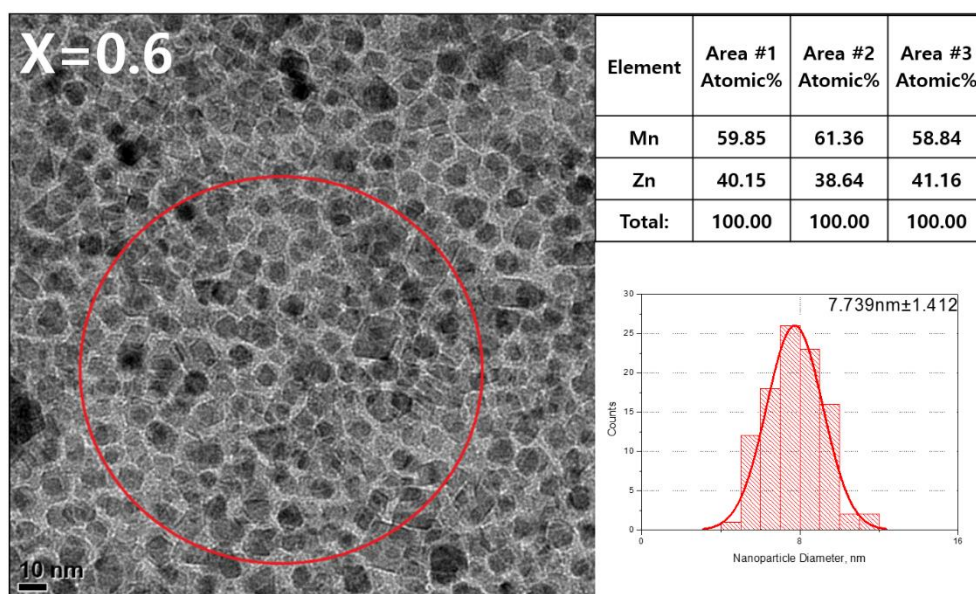 X=0.6
10 nm
Element Area #1 Atomic% Area #2 Atomic% Area #3 Atomic%
Mn 59.85 61.36 58.84
Zn 40.15 38.64 41.16
Total: 100.00 100.00 100.00
7.739nm±1.412
30
25
20
15
10
5
0
Counts
0 8 16
Nanoparticle Diameter, nm